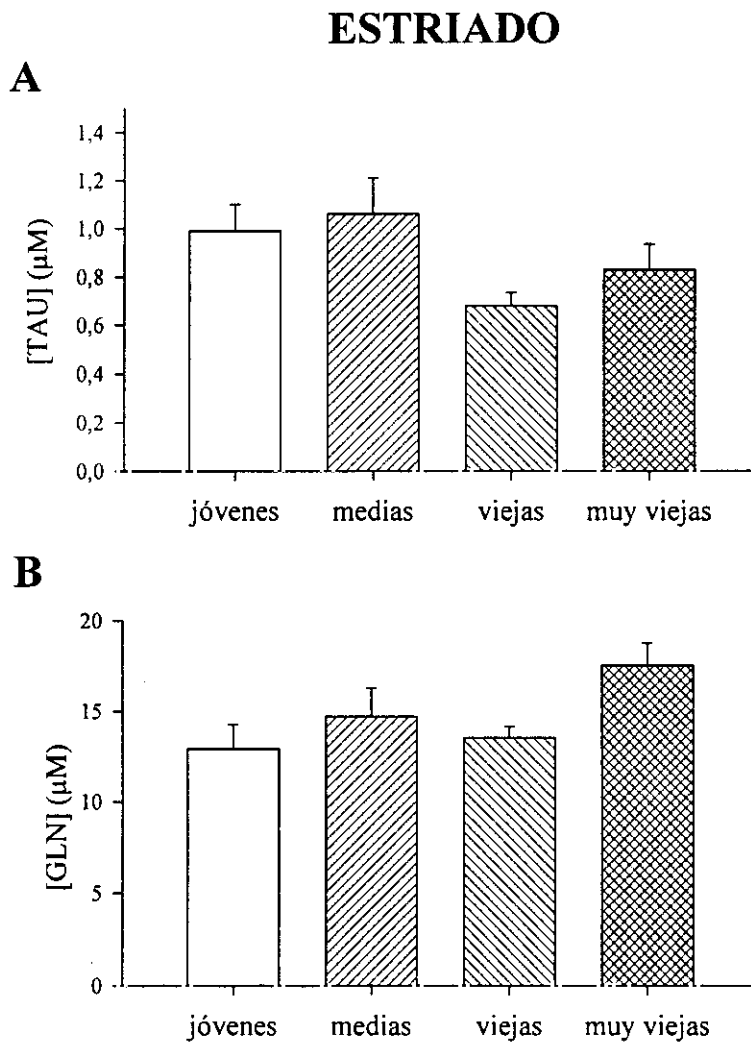 ESTRIADO
A
[TAU] (µM)
1,4
1,2
1,0
0,8
0,6
0,4
0,2
0,0
jóvenes medias viejas muy viejas
B
[GLN] (µM)
20
15
10
5
0
jóvenes medias viejas muy viejas